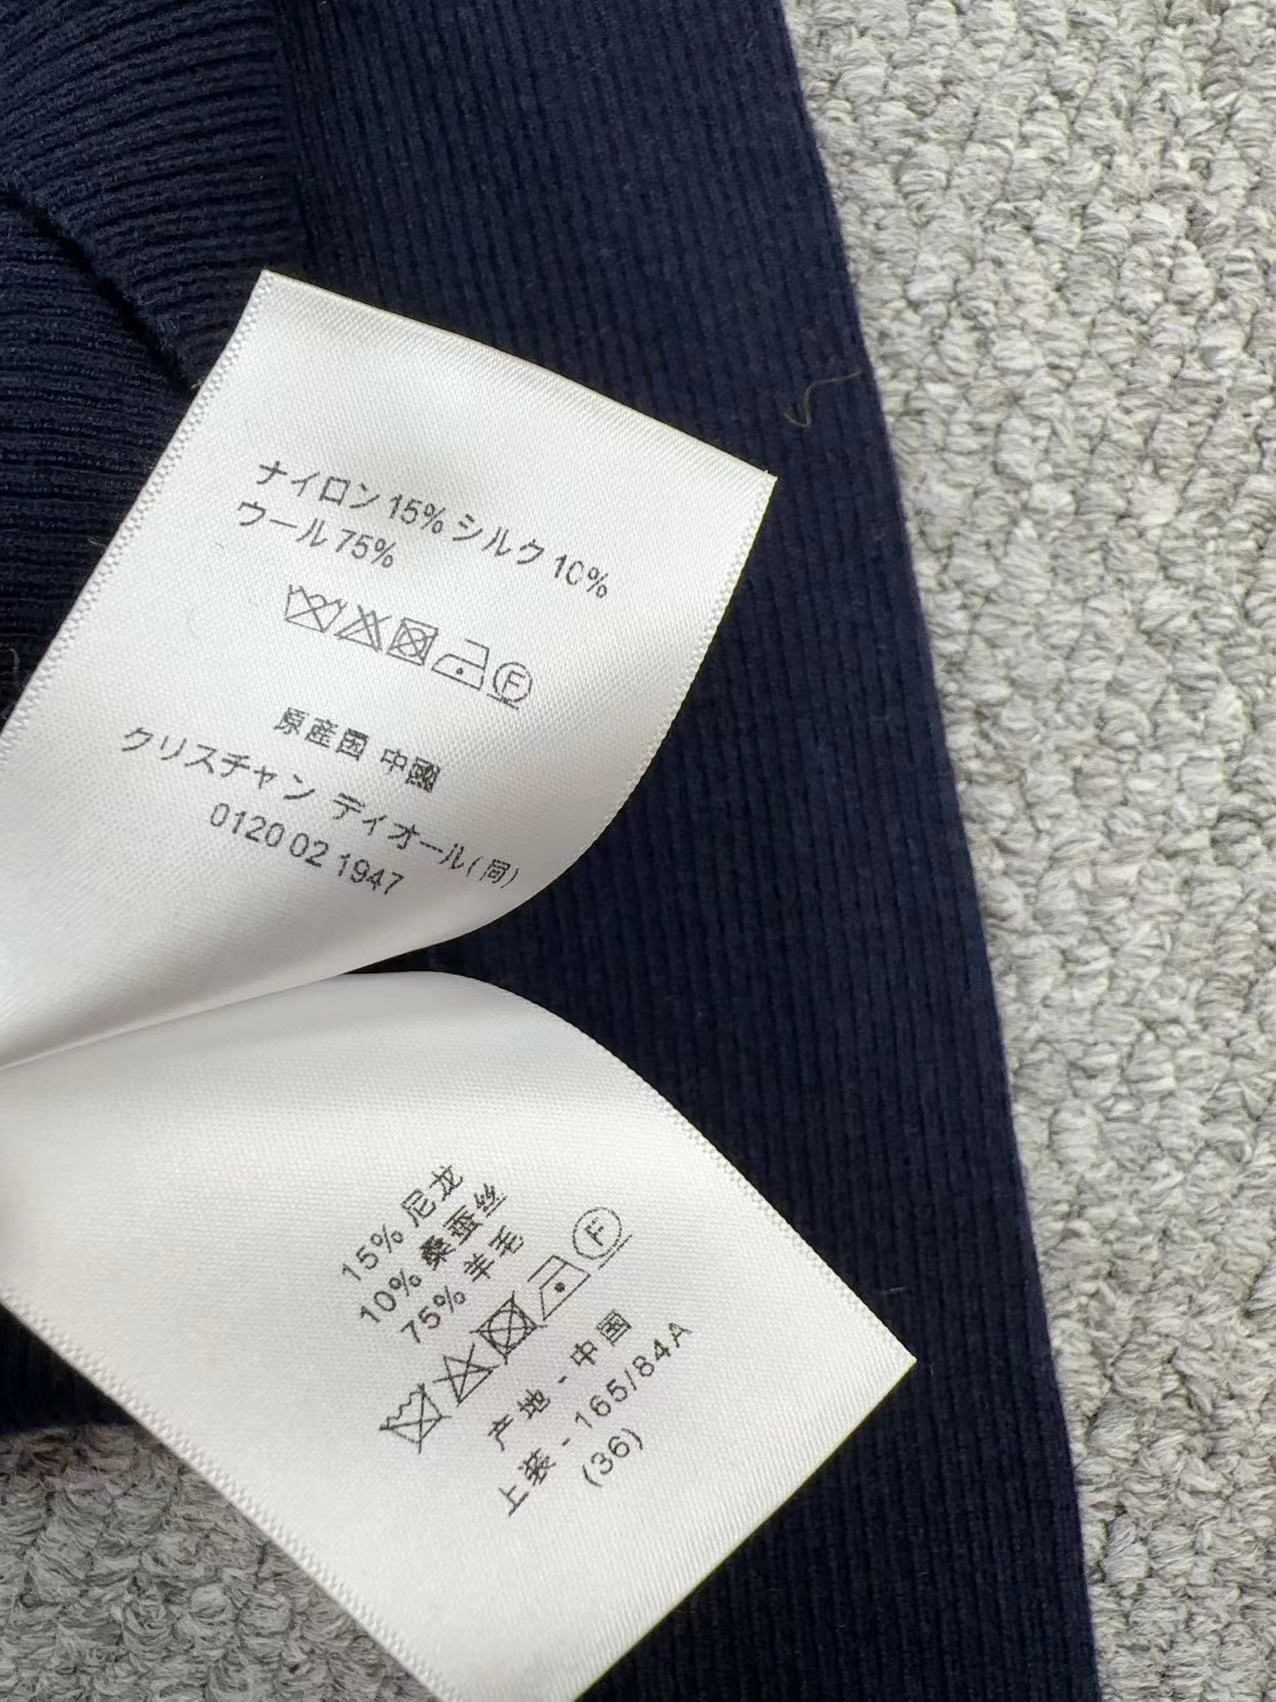 ナイロン 15% シルク 10%
ウール 75%
F
原産国 中國
クリスチャン ディオール(同)
0120 02 1947
15% 尼龙
10% 桑蚕丝
75% 羊毛
F
产地 - 中国
上装 - 165/84A
(36)